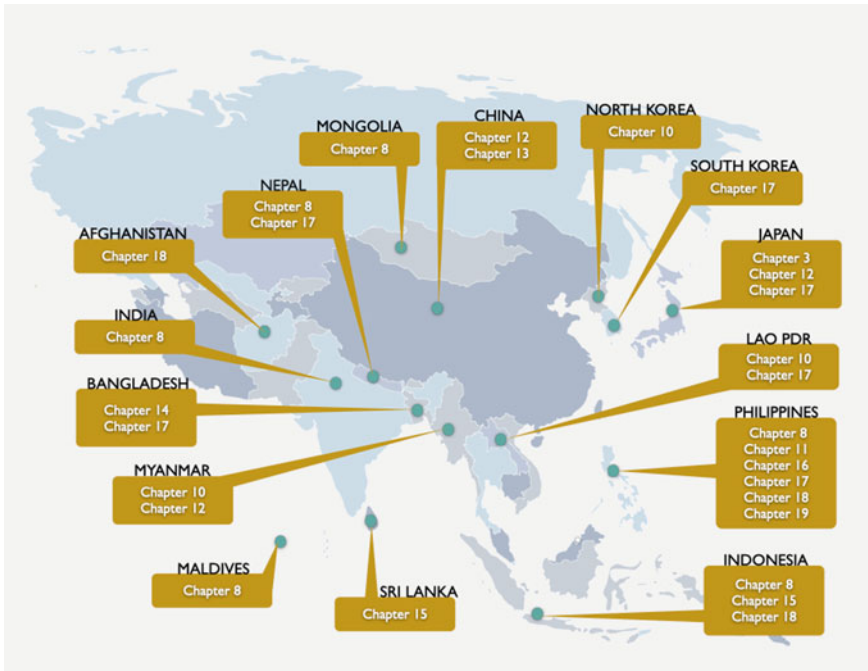 MONGOLIA
Chapter 8
CHINA
Chapter 12
Chapter 13
NORTH KOREA
Chapter 10
SOUTH KOREA
Chapter 17
NEPAL
Chapter 8
Chapter 17
AFGHANISTAN
Chapter 18
JAPAN
Chapter 3
Chapter 12
Chapter 17
INDIA
Chapter 8
LAO PDR
Chapter 10
Chapter 17
BANGLADESH
Chapter 14
Chapter 17
PHILIPPINES
Chapter 8
Chapter 11
Chapter 16
Chapter 17
Chapter 18
Chapter 19
MYANMAR
Chapter 10
Chapter 12
MALDIVES
Chapter 8
SRI LANKA
Chapter 15
INDONESIA
Chapter 8
Chapter 15
Chapter 18